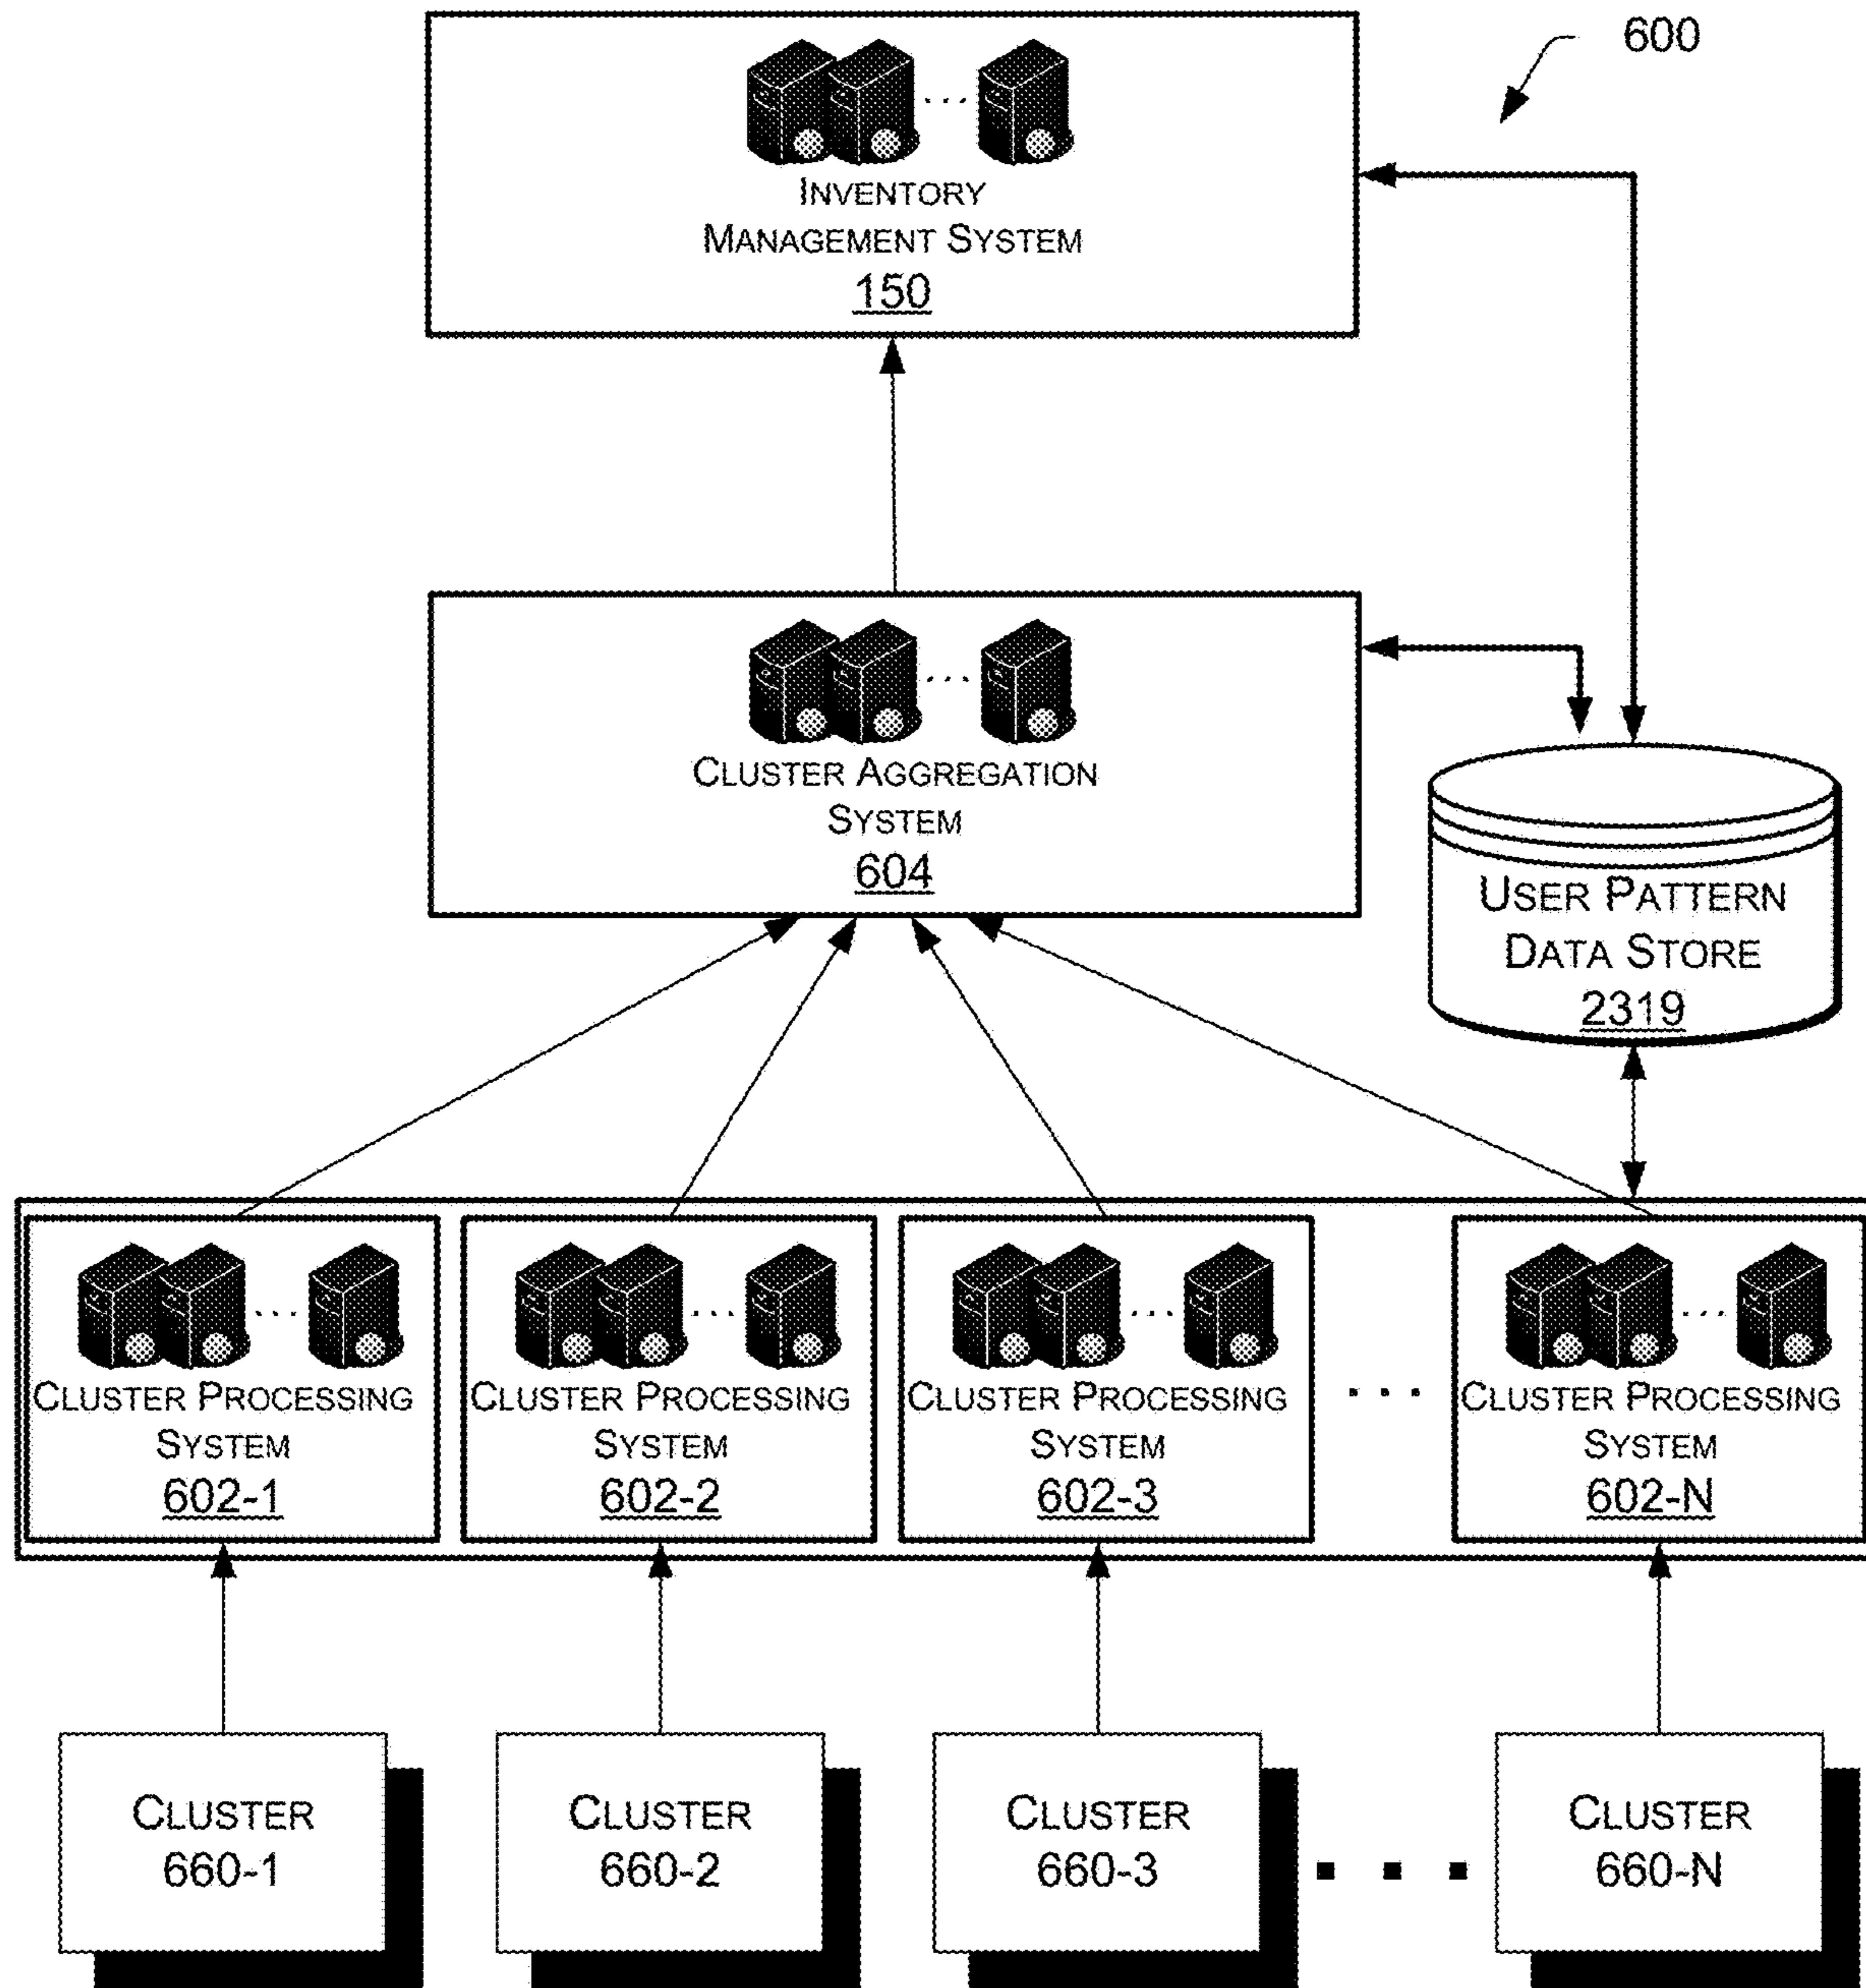 600
INVENTORY
MANAGEMENT SYSTEM
150
CLUSTER AGGREGATION
SYSTEM
604
USER PATTERN
DATA STORE
2319
CLUSTER PROCESSING
SYSTEM
602-1
CLUSTER PROCESSING
SYSTEM
602-2
CLUSTER PROCESSING
SYSTEM
602-3
. . .
CLUSTER PROCESSING
SYSTEM
602-N
CLUSTER
660-1
CLUSTER
660-2
CLUSTER
660-3
. . .
CLUSTER
660-N